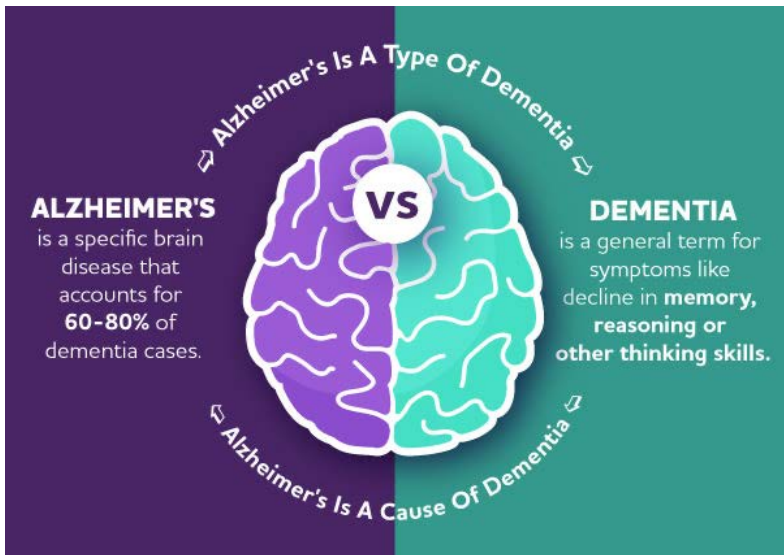 Alzheimer's Is A Type Of Dementia
VS
ALZHEIMER'S
is a specific brain
disease that
accounts for
60-80% of
dementia cases.
DEMENTIA
is a general term for
symptoms like
decline in memory,
reasoning or
other thinking skills.
Alzheimer's Is A Cause Of Dementia